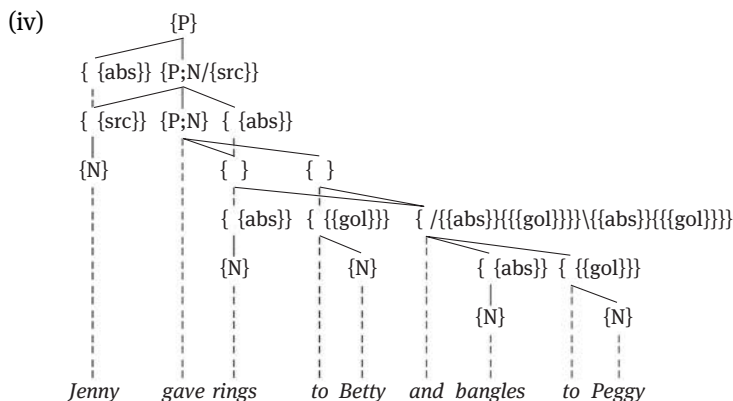 (iv)
{P}
{ {abs}} {P;N/{src}}
{ {src}} {P;N} { {abs}}
{N} { } { }
{ {abs}} { {{gol}}} { /{{abs}}{{{gol}}}}\{{abs}}{{{gol}}}}
{N} {N} { {abs}} { {{gol}}}
{N} {N}
Jenny gave rings to Betty and bangles to Peggy